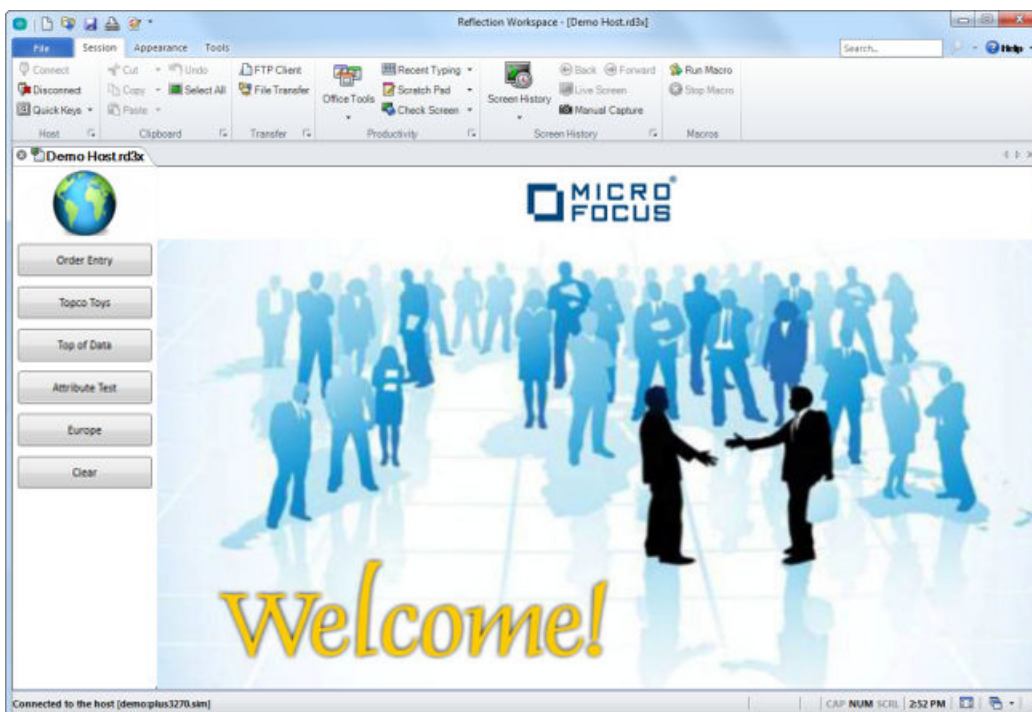 Reflection Workspace - [Demo Host.rd3x]
File Session Appearance Tools Search... Help
Connect Cut Undo FTP Client Recent Typing Back Forward Run Macro
Disconnect Copy Select All File Transfer Office Tools Scratch Pad Screen History Live Screen Stop Macro
Quick Keys Paste Check Screen Manual Capture
Host Clipboard Transfer Productivity Screen History Macros
Demo Host.rd3x
MICRO
FOCUS
Order Entry
Topco Toys
Top of Data
Attribute Test
Europe
Clear
Welcome!
Connected to the host [demo:plus3270.sim] CAP NUM SCRL 2:52 PM